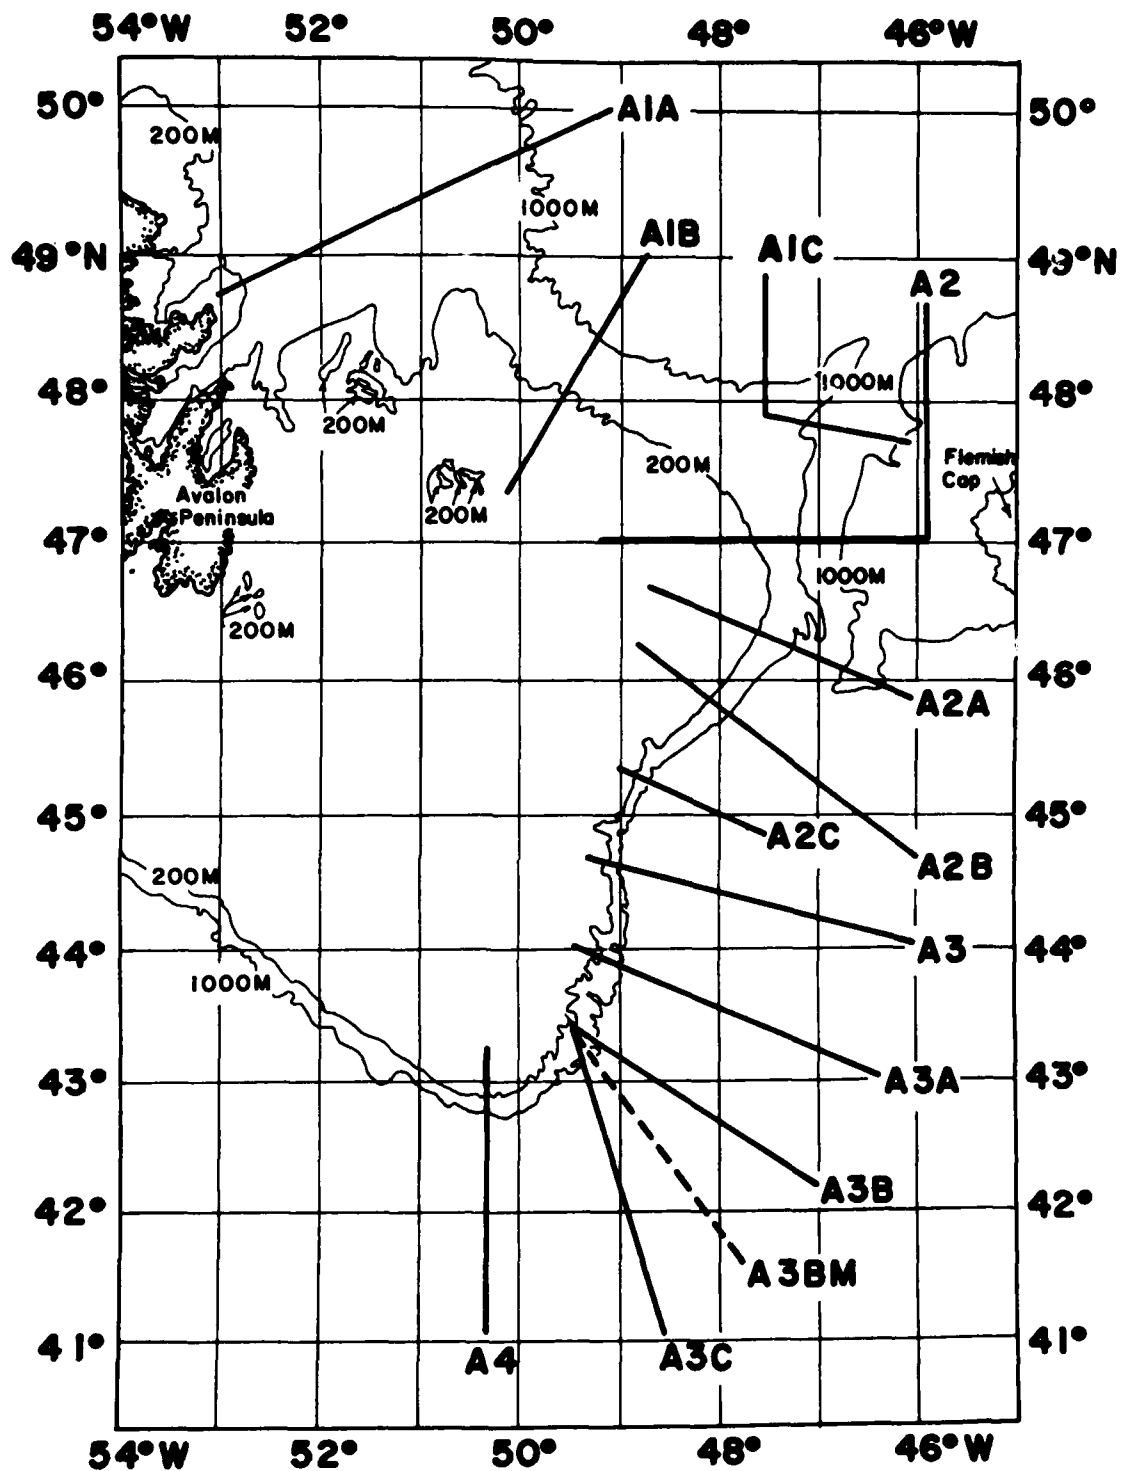 54°W 52° 50° 48° 46°W
50° A1A 50°
200M
1000M
A1B
49°N A1C 49°N
A2
1000M
48° 48°
200M
200M
Flemish
Cap
Avalon
Peninsula
200M
47° 47°
1000M
200M
46° 46°
A2A
45° 45°
A2C
A2B
200M
44° A3 44°
1000M
43° A3A 43°
A3B
42° 42°
A3BM
41° 41°
A4 A3C
54°W 52° 50° 48° 46°W